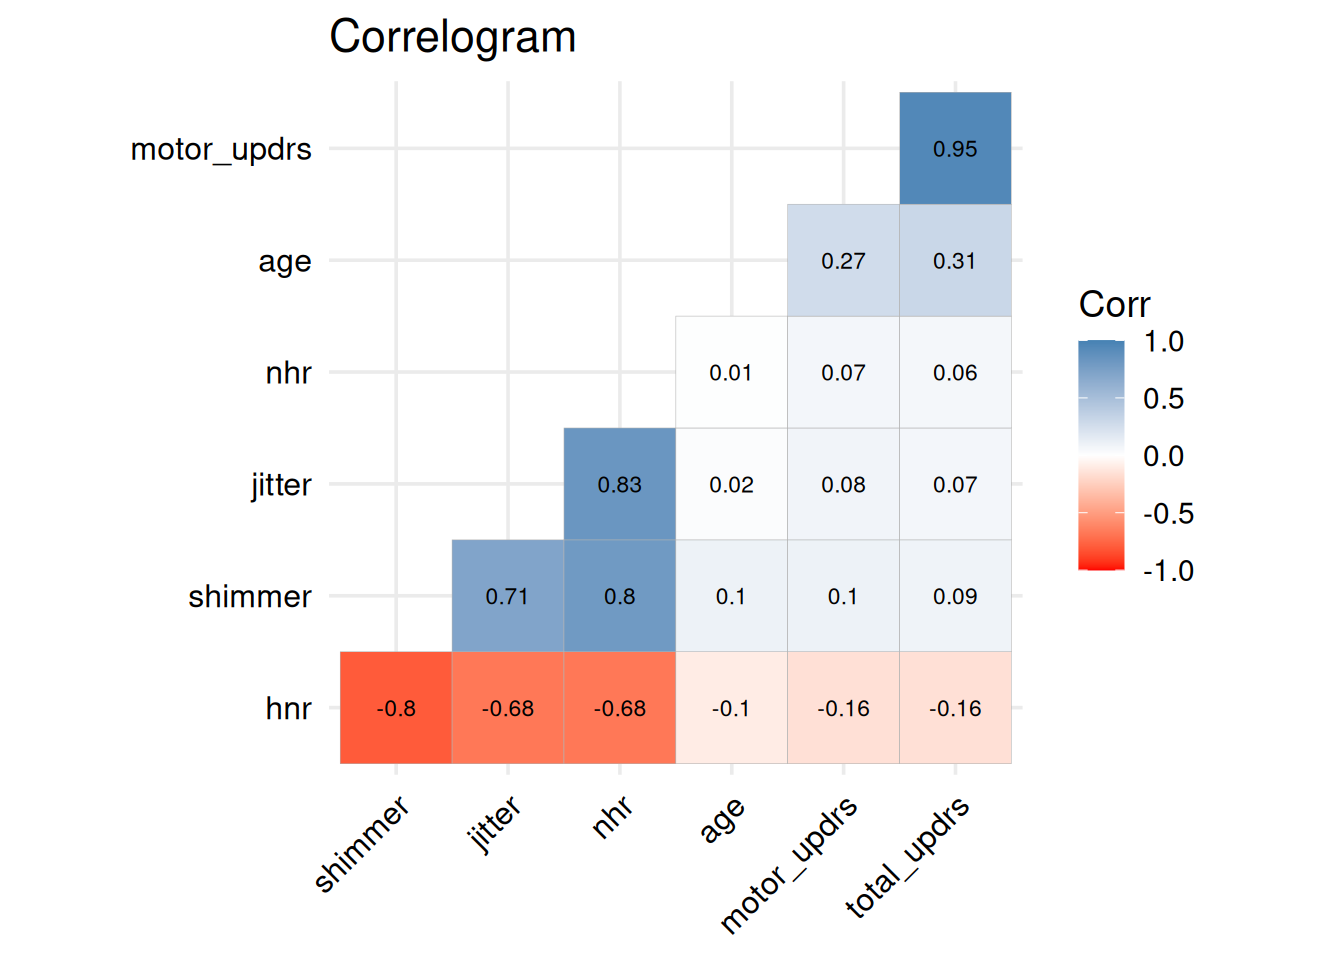 Correlogram
motor_updrs 0.95
age 0.27 0.31
nhr 0.01 0.07 0.06
jitter 0.83 0.02 0.08 0.07
shimmer 0.71 0.8 0.1 0.1 0.09
hnr -0.8 -0.68 -0.68 -0.1 -0.16 -0.16
shimmer jitter nhr age motor_updrs total_updrs
Corr
1.0
0.5
0.0
-0.5
-1.0